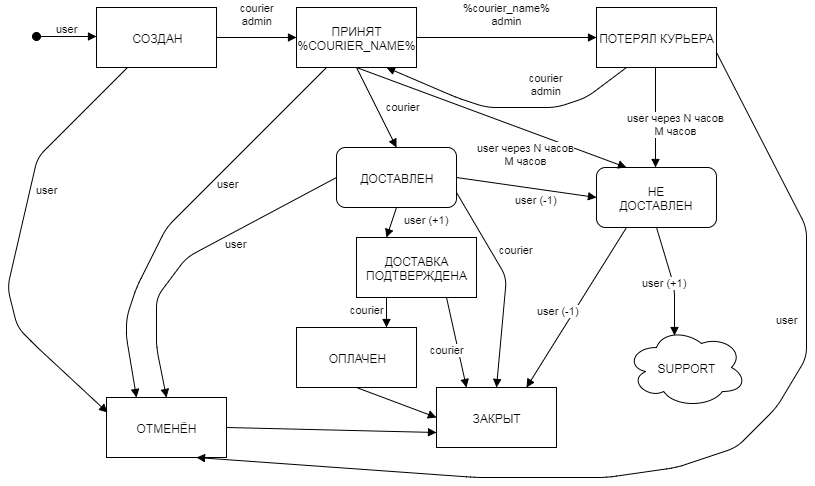 user
СОЗДАН
courier
admin
ПРИНЯТ
%COURIER_NAME%
%courier_name%
admin
ПОТЕРЯЛ КУРЬЕРА
courier
admin
courier
user через N часов
M часов
user через N часов
M часов
user
user
ДОСТАВЛЕН
user (-1)
НЕ
ДОСТАВЛЕН
user
user (+1)
courier
ДОСТАВКА
ПОДТВЕРЖДЕНА
user (+1)
courier
user (-1)
user
ОПЛАЧЕН
courier
SUPPORT
ОТМЕНЁН
ЗАКРЫТ